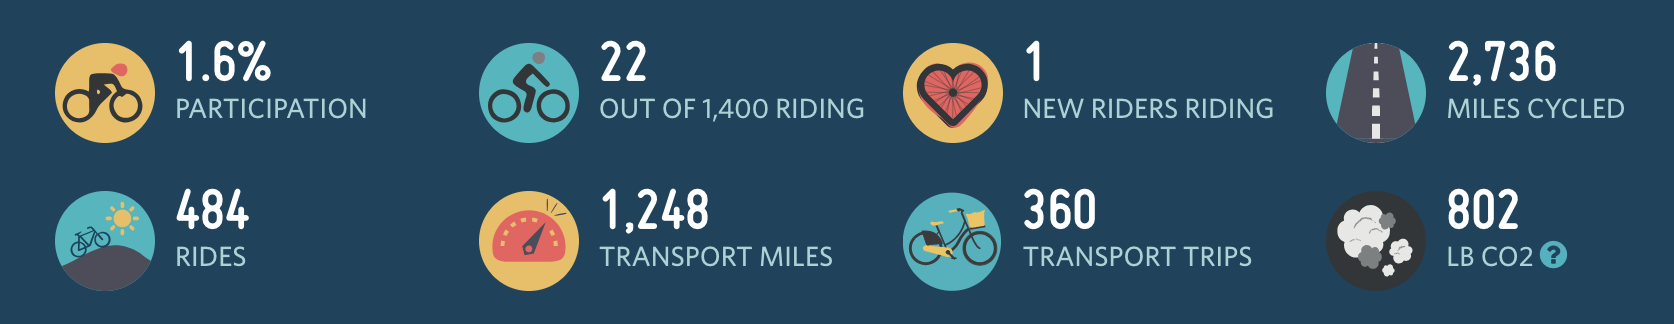 1.6%
PARTICIPATION
22
OUT OF 1,400 RIDING
1
NEW RIDERS RIDING
2,736
MILES CYCLED
484
RIDES
1,248
TRANSPORT MILES
360
TRANSPORT TRIPS
802
LB CO2 ?